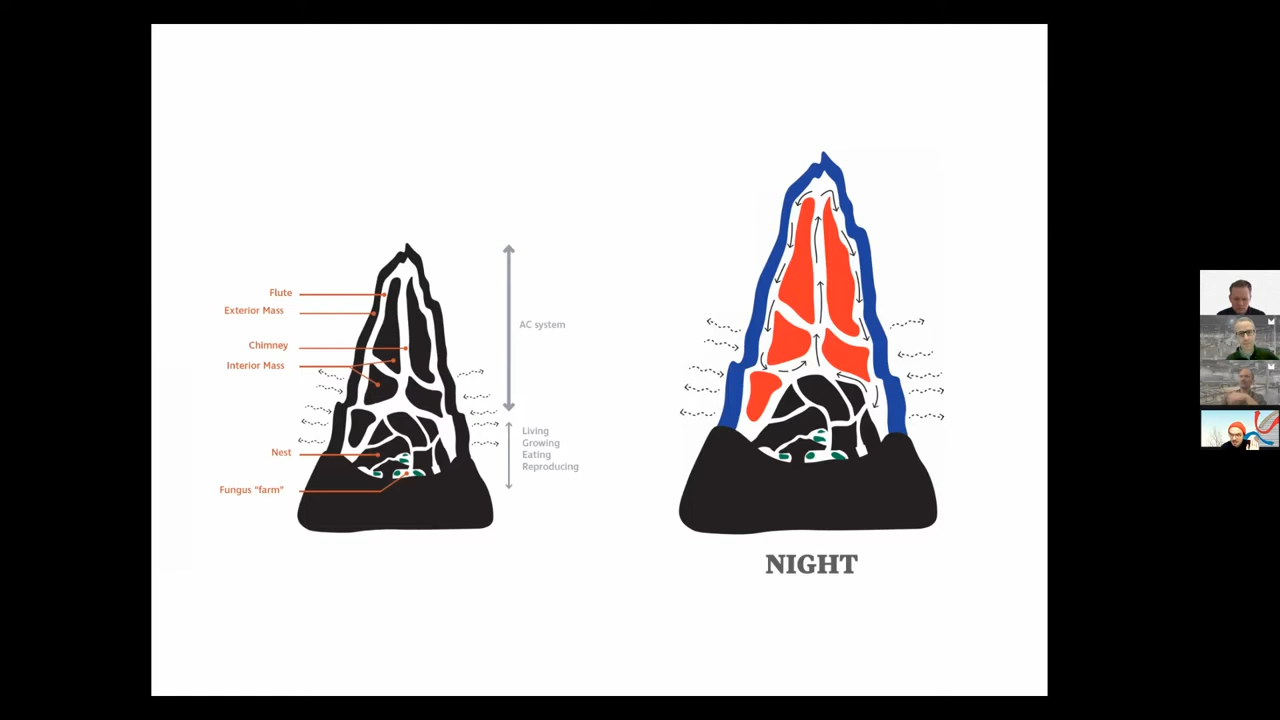 Flute
Exterior Mass
Chimney
Interior Mass
Nest
Fungus "farm"
AC system
Living
Growing
Eating
Reproducing
NIGHT